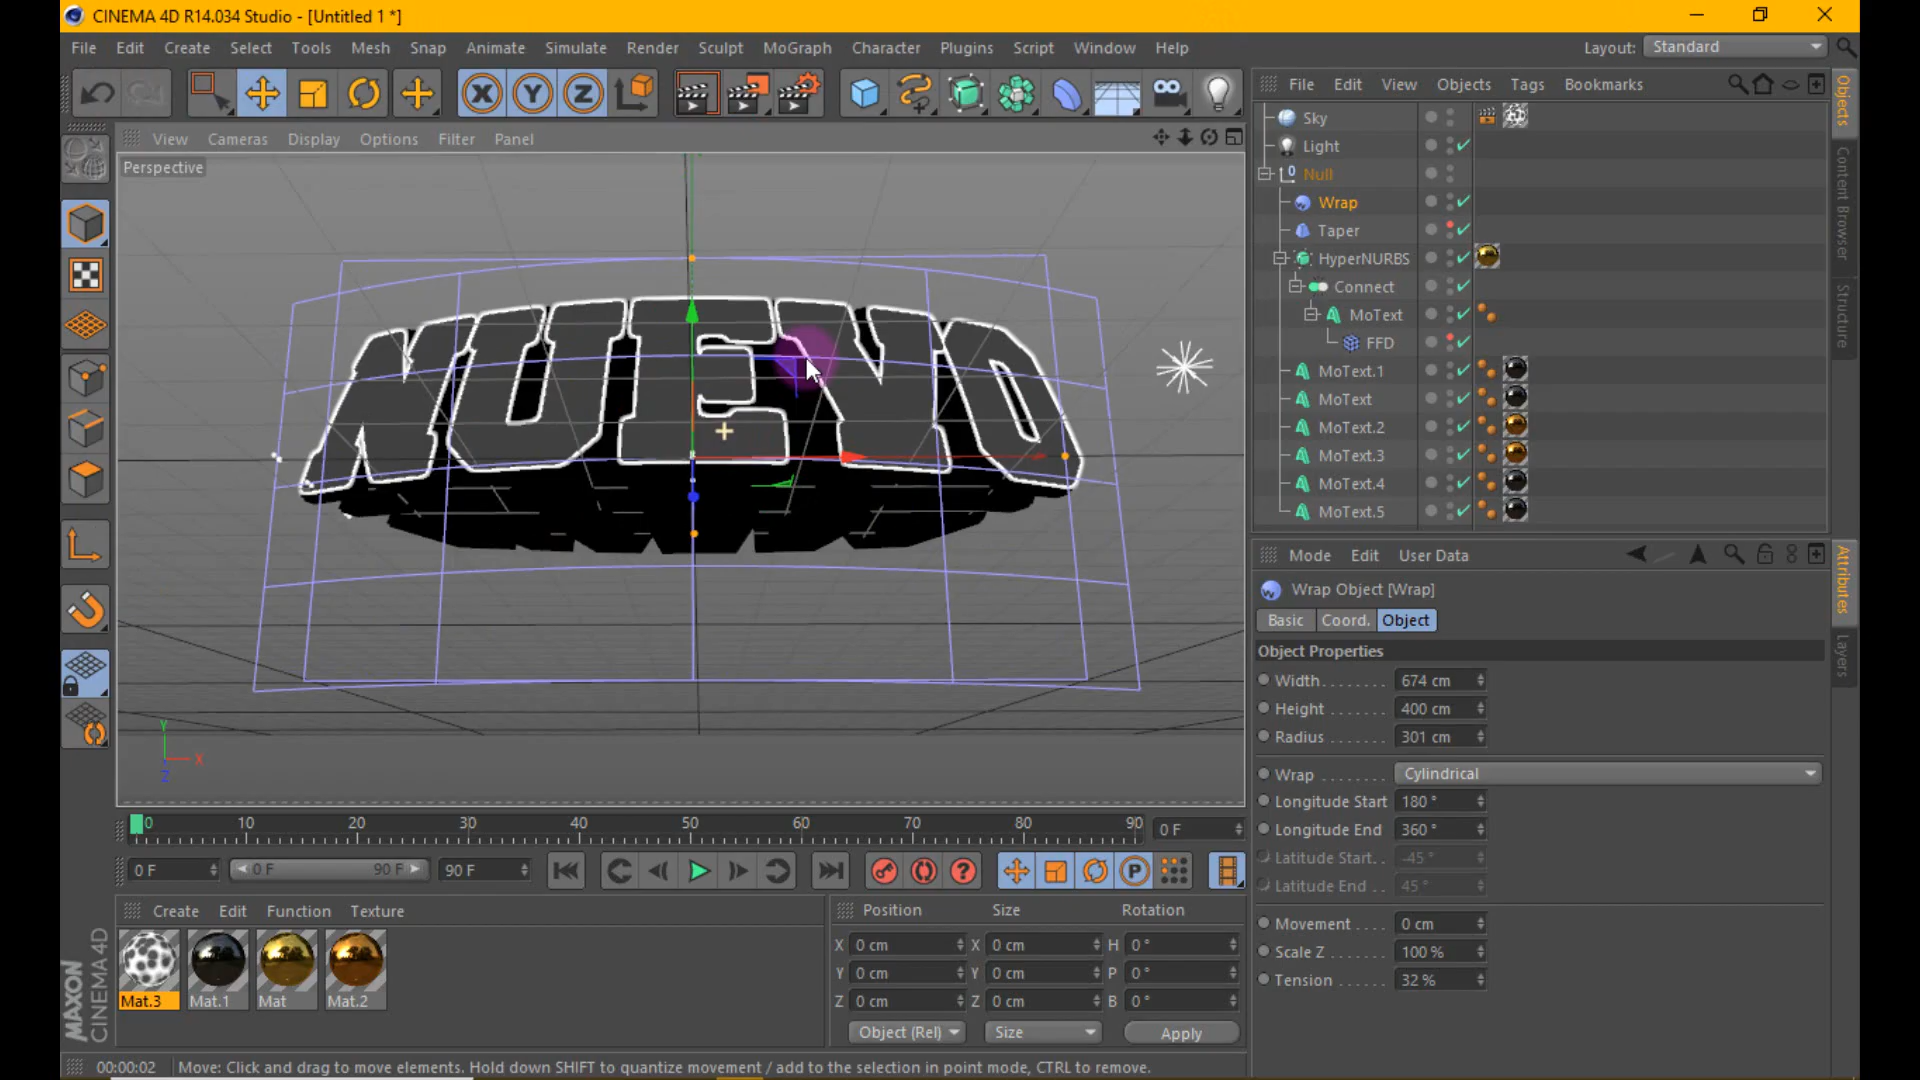 CINEMA 4D R14.034 Studio - [Untitled 1 *]
File Edit Create Select Tools Mesh Snap Animate Simulate Render Sculpt MoGraph Character Plugins Script Window Help Layout: Standard
X Y Z
File Edit View Objects Tags Bookmarks
View Cameras Display Options Filter Panel
Perspective
Sky
Light
Null
Wrap
Taper
HyperNURBS
Connect
MoText
FFD
MoText.1
MoText
MoText.2
MoText.3
MoText.4
MoText.5
Objects
Content Browser
Structure
Mode Edit User Data
Wrap Object [Wrap]
Basic Coord. Object
Object Properties
Width 674 cm
Height 400 cm
Radius 301 cm
Wrap Cylindrical
Longitude Start 180 °
Longitude End 360 °
Latitude Start -45 °
Latitude End 45 °
Movement 0 cm
Scale Z 100 %
Tension 32 %
Attributes
Layers
Y
X
Z
0 10 20 30 40 50 60 70 80 90 0 F
0 F 0 F 90 F 90 F
Create Edit Function Texture
Mat.3 Mat.1 Mat Mat.2
Position Size Rotation
X 0 cm X 0 cm H 0 °
Y 0 cm Y 0 cm P 0 °
Z 0 cm Z 0 cm B 0 °
Object (Rel) Size Apply
MAXON
CINEMA 4D
00:00:02 Move: Click and drag to move elements. Hold down SHIFT to quantize movement / add to the selection in point mode, CTRL to remove.